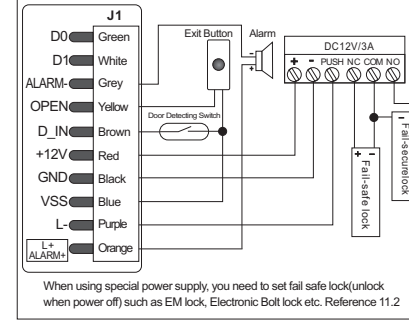 J1
D0 Green
D1 White
ALARM- Grey
OPEN Yellow
D_IN Brown
+12V Red
GND Black
VSS Blue
L- Purple
L+
ALARM+
Orange
Exit Button
Alarm
-
+
Door Detecting Switch
DC12V/3A
+ - PUSH NC COM NO
+ -
Fail-safe lock
-
Fail-securelock
When using special power supply, you need to set fail safe lock(unlock
when power off) such as EM lock, Electronic Bolt lock etc. Reference 11.2